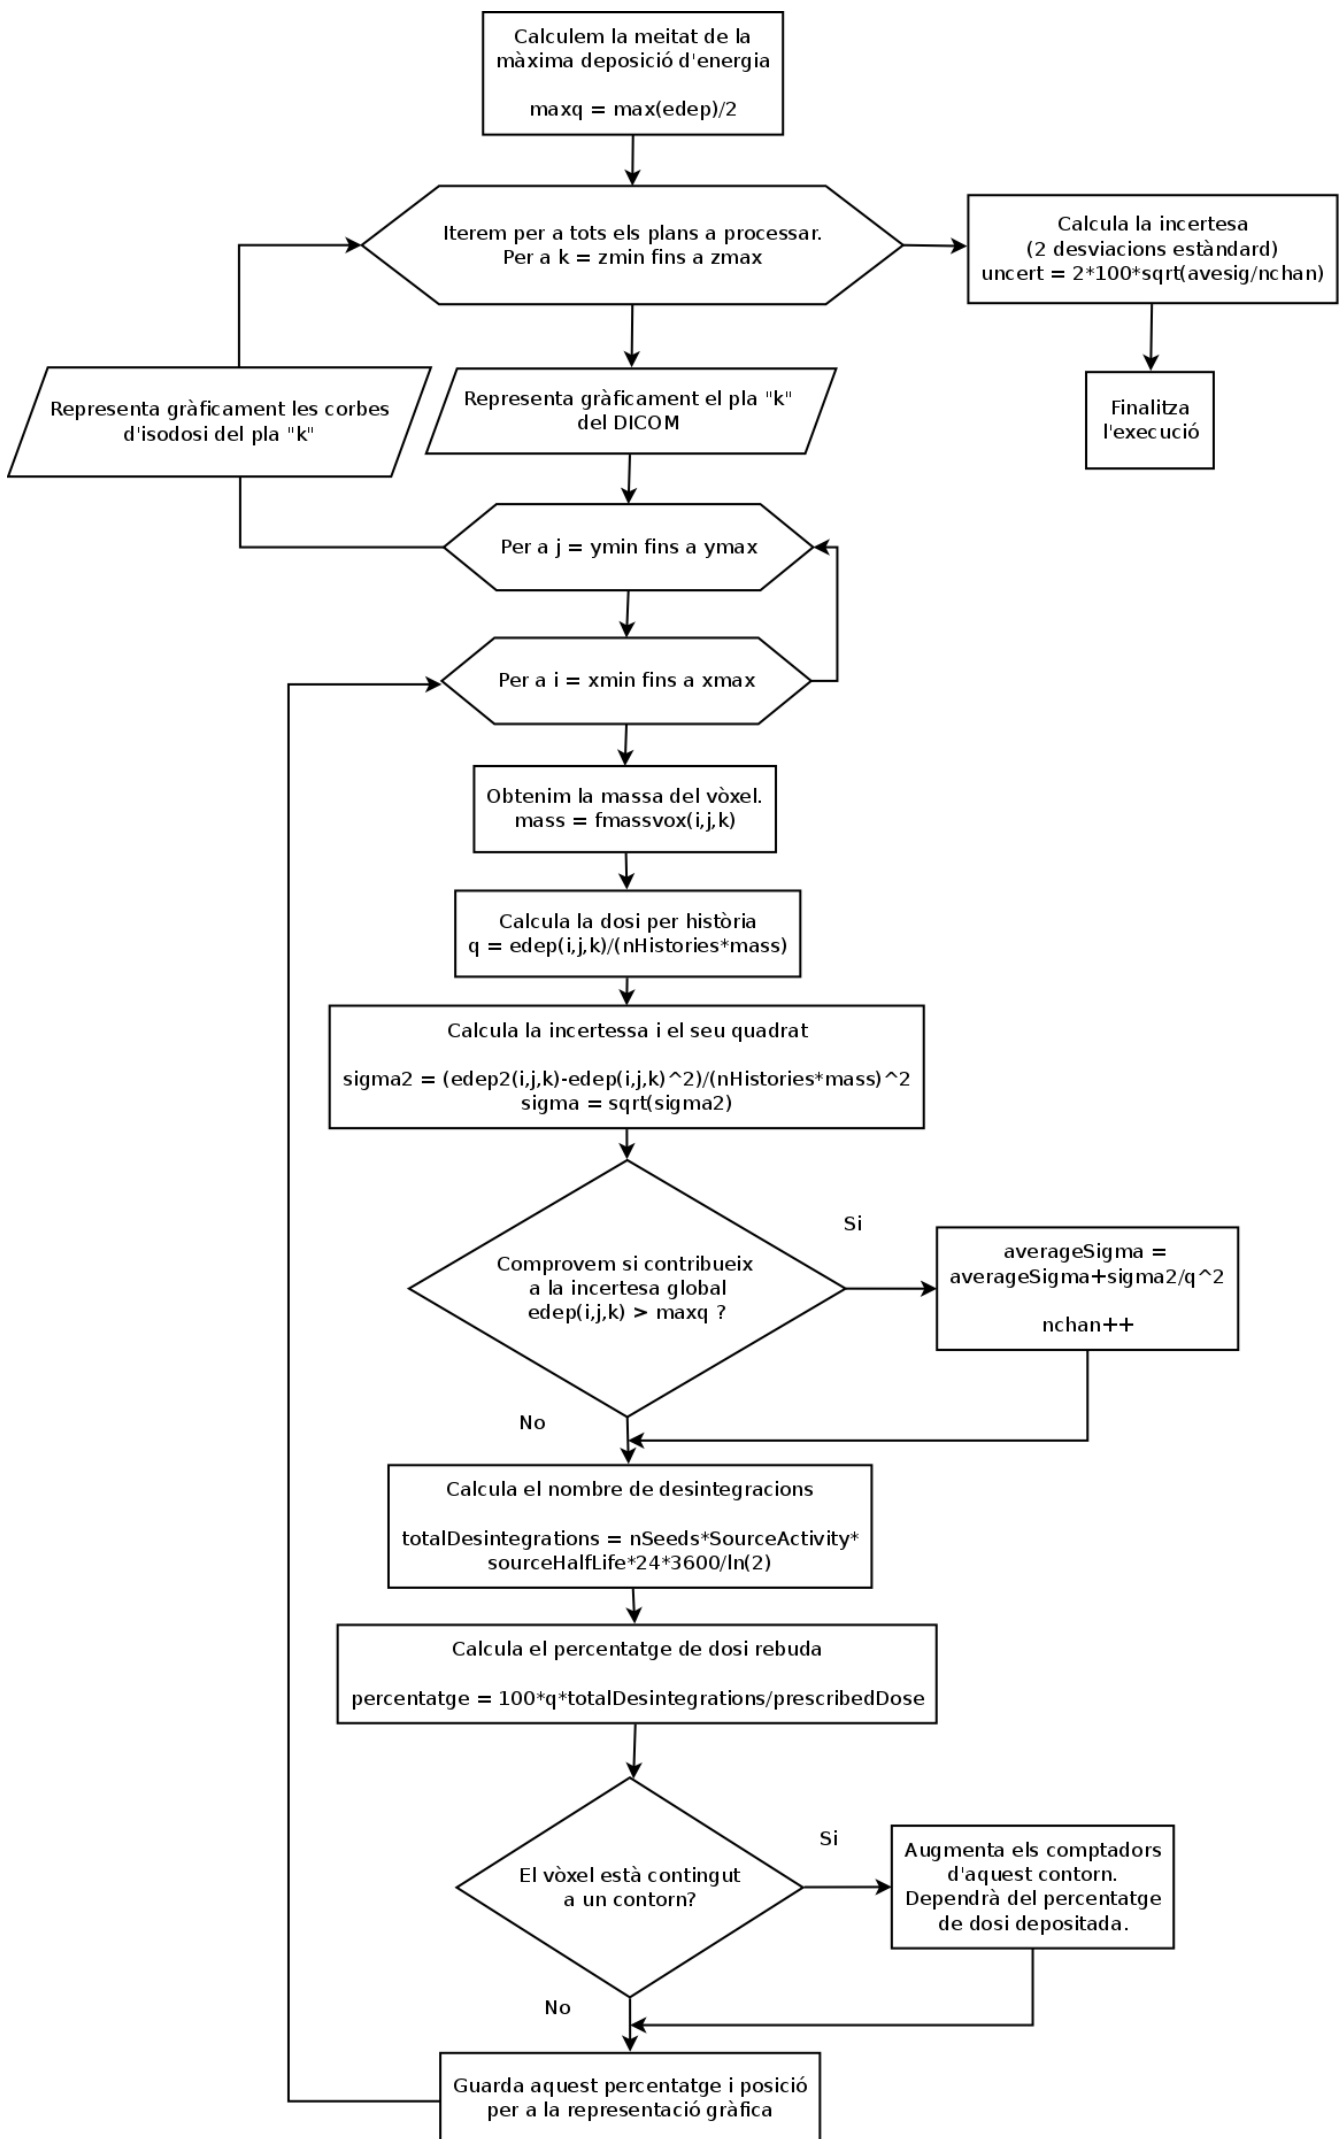 Calculem la meitat de la
màxima deposició d'energia
maxq = max(edep)/2
Iterem per a tots els plans a processar.
Per a k = zmin fins a zmax
Calcula la incertesa
(2 desviacions estàndard)
uncert = 2*100*sqrt(avesig/nchan)
Finalitza
l'execució
Representa gràficament les corbes
d'isodosi del pla "k"
Representa gràficament el pla "k"
del DICOM
Per a j = ymin fins a ymax
Per a i = xmin fins a xmax
Obtenim la massa del vòxel.
mass = fmassvox(i,j,k)
Calcula la dosi per història
q = edep(i,j,k)/(nHistories*mass)
Calcula la incertessa i el seu quadrat
sigma2 = (edep2(i,j,k)-edep(i,j,k)^2)/(nHistories*mass)^2
sigma = sqrt(sigma2)
Comprovem si contribueix
a la incertesa global
edep(i,j,k) > maxq ?
Si
averageSigma =
averageSigma+sigma2/q^2
nchan++
No
Calcula el nombre de desintegracions
totalDesintegrations = nSeeds*SourceActivity*
sourceHalfLife*24*3600/ln(2)
Calcula el percentatge de dosi rebuda
percentatge = 100*q*totalDesintegrations/prescribedDose
El vòxel està contingut
a un contorn?
Si
Augmenta els comptadors
d'aquest contorn.
Dependrà del percentatge
de dosi depositada.
No
Guarda aquest percentatge i posició
per a la representació gràfica